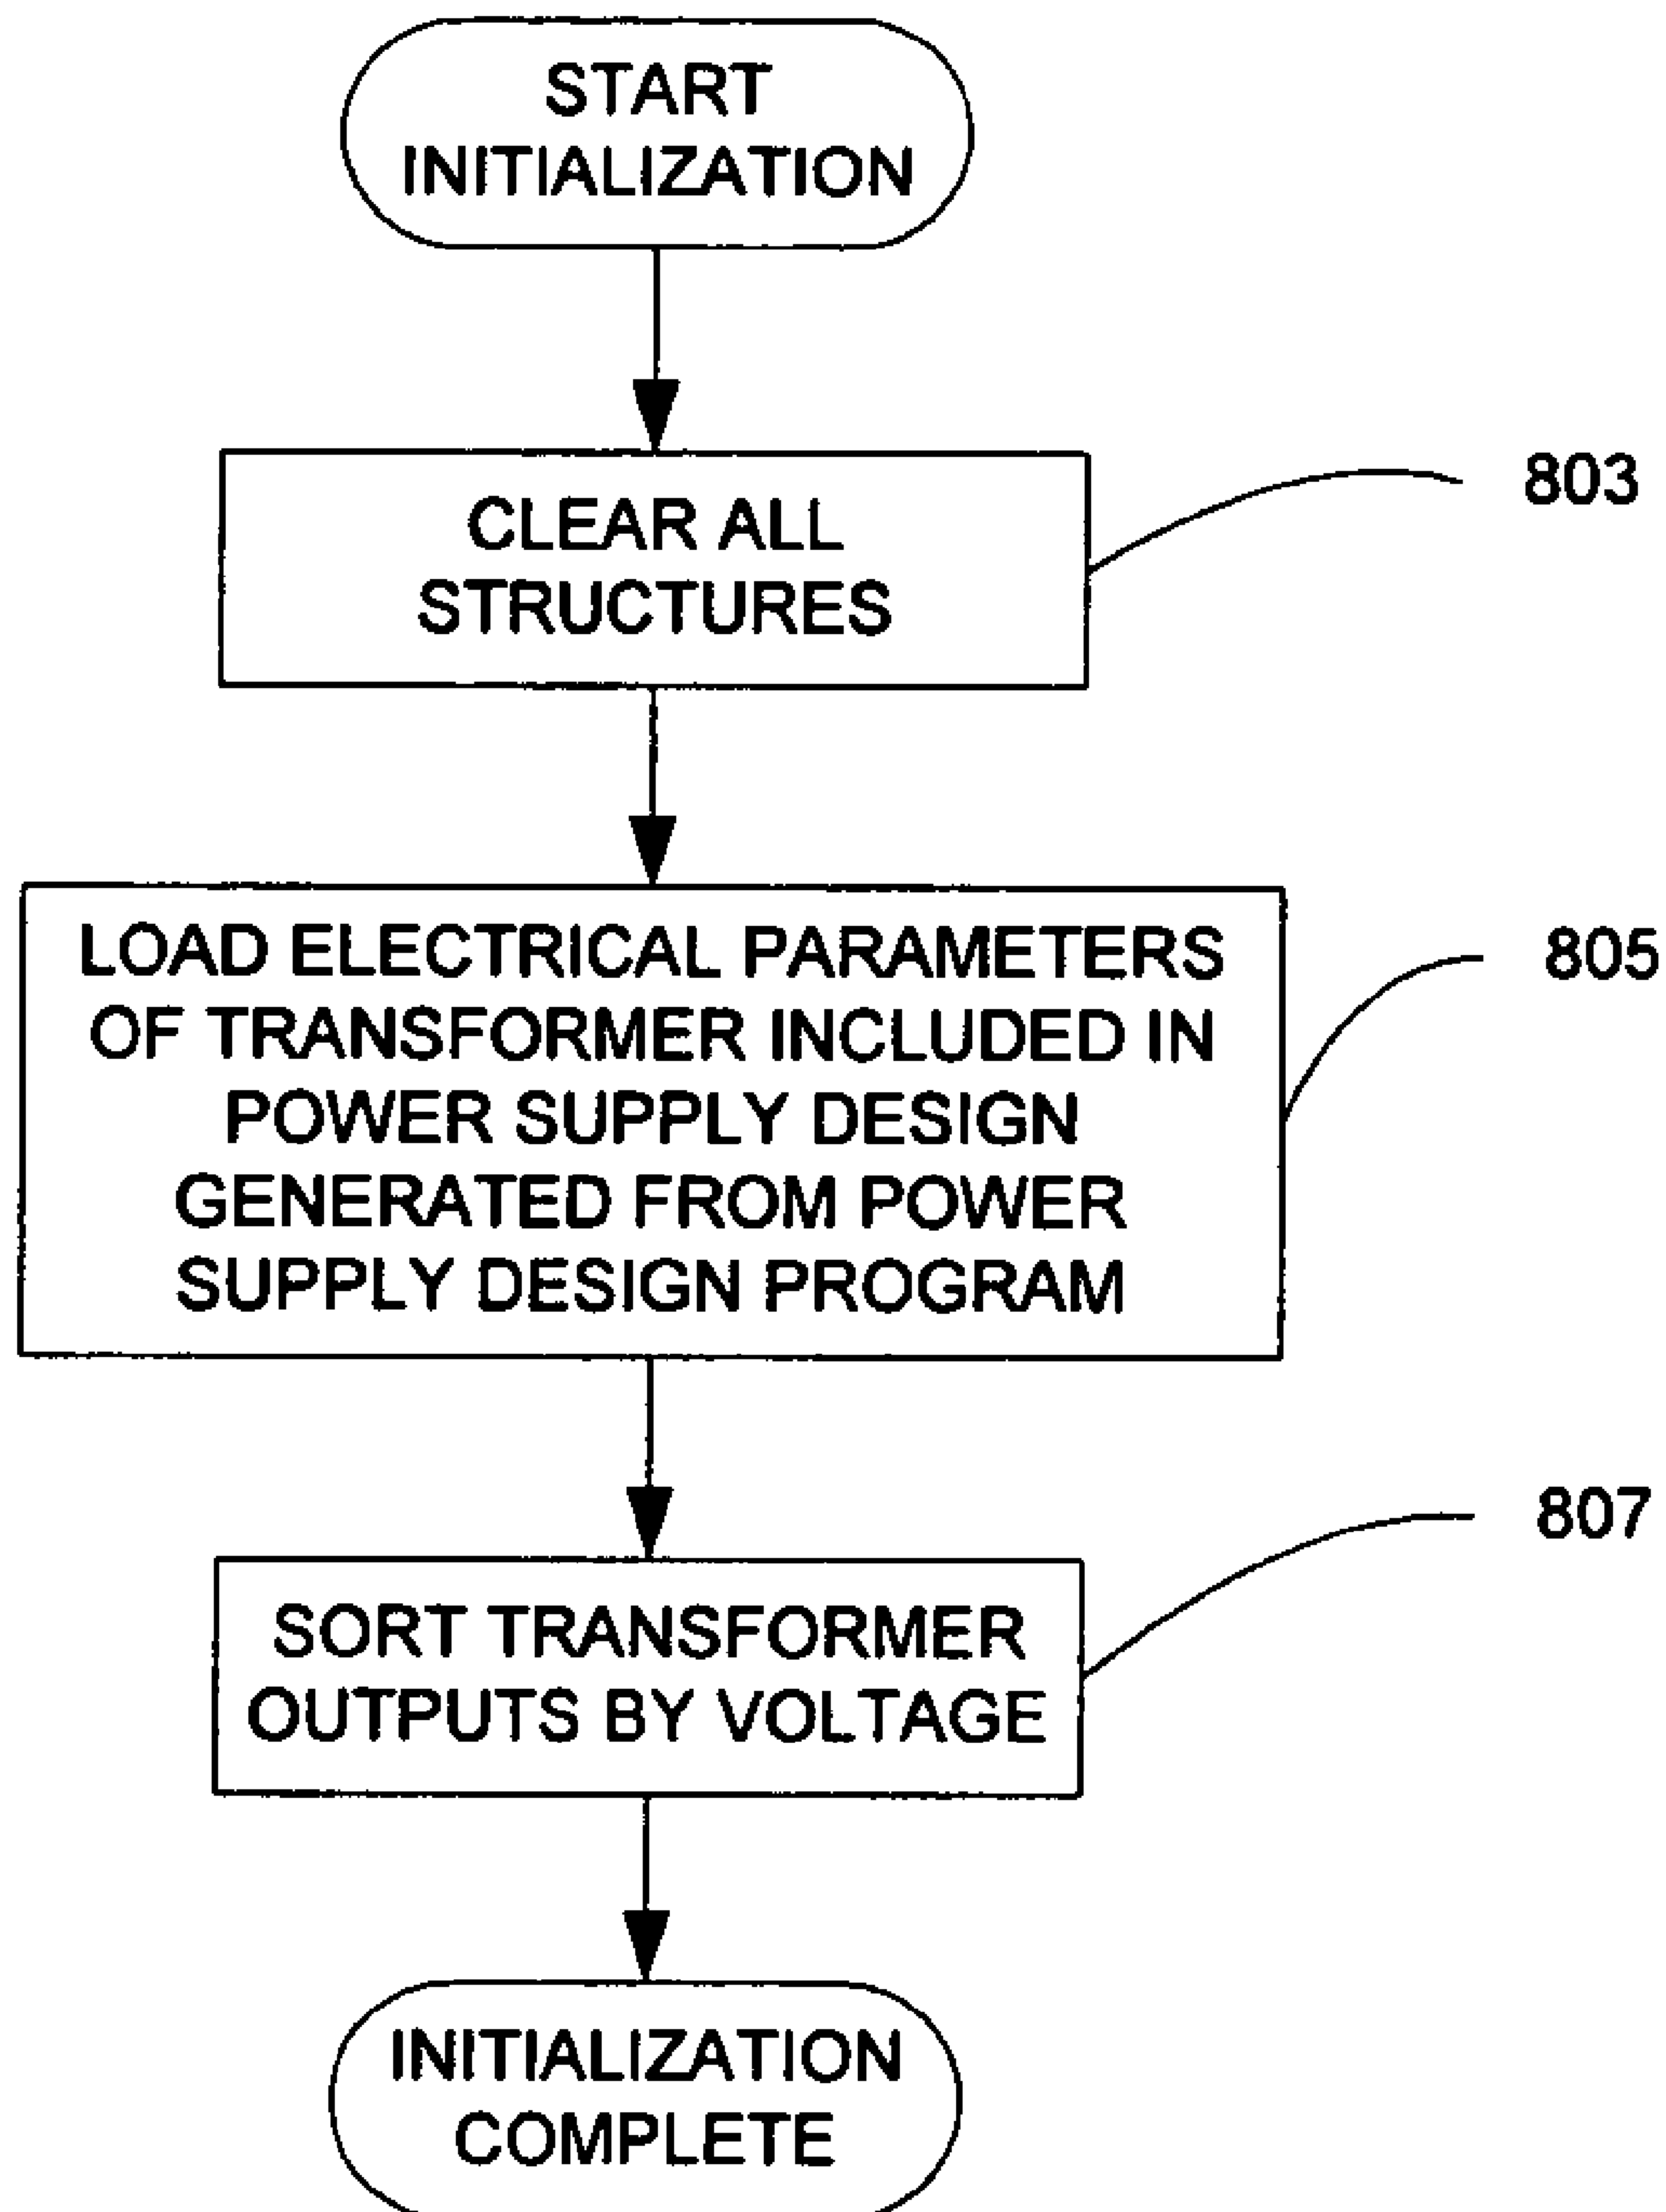 START
INITIALIZATION
CLEAR ALL
STRUCTURES
803
LOAD ELECTRICAL PARAMETERS
OF TRANSFORMER INCLUDED IN
POWER SUPPLY DESIGN
GENERATED FROM POWER
SUPPLY DESIGN PROGRAM
805
SORT TRANSFORMER
OUTPUTS BY VOLTAGE
807
INITIALIZATION
COMPLETE